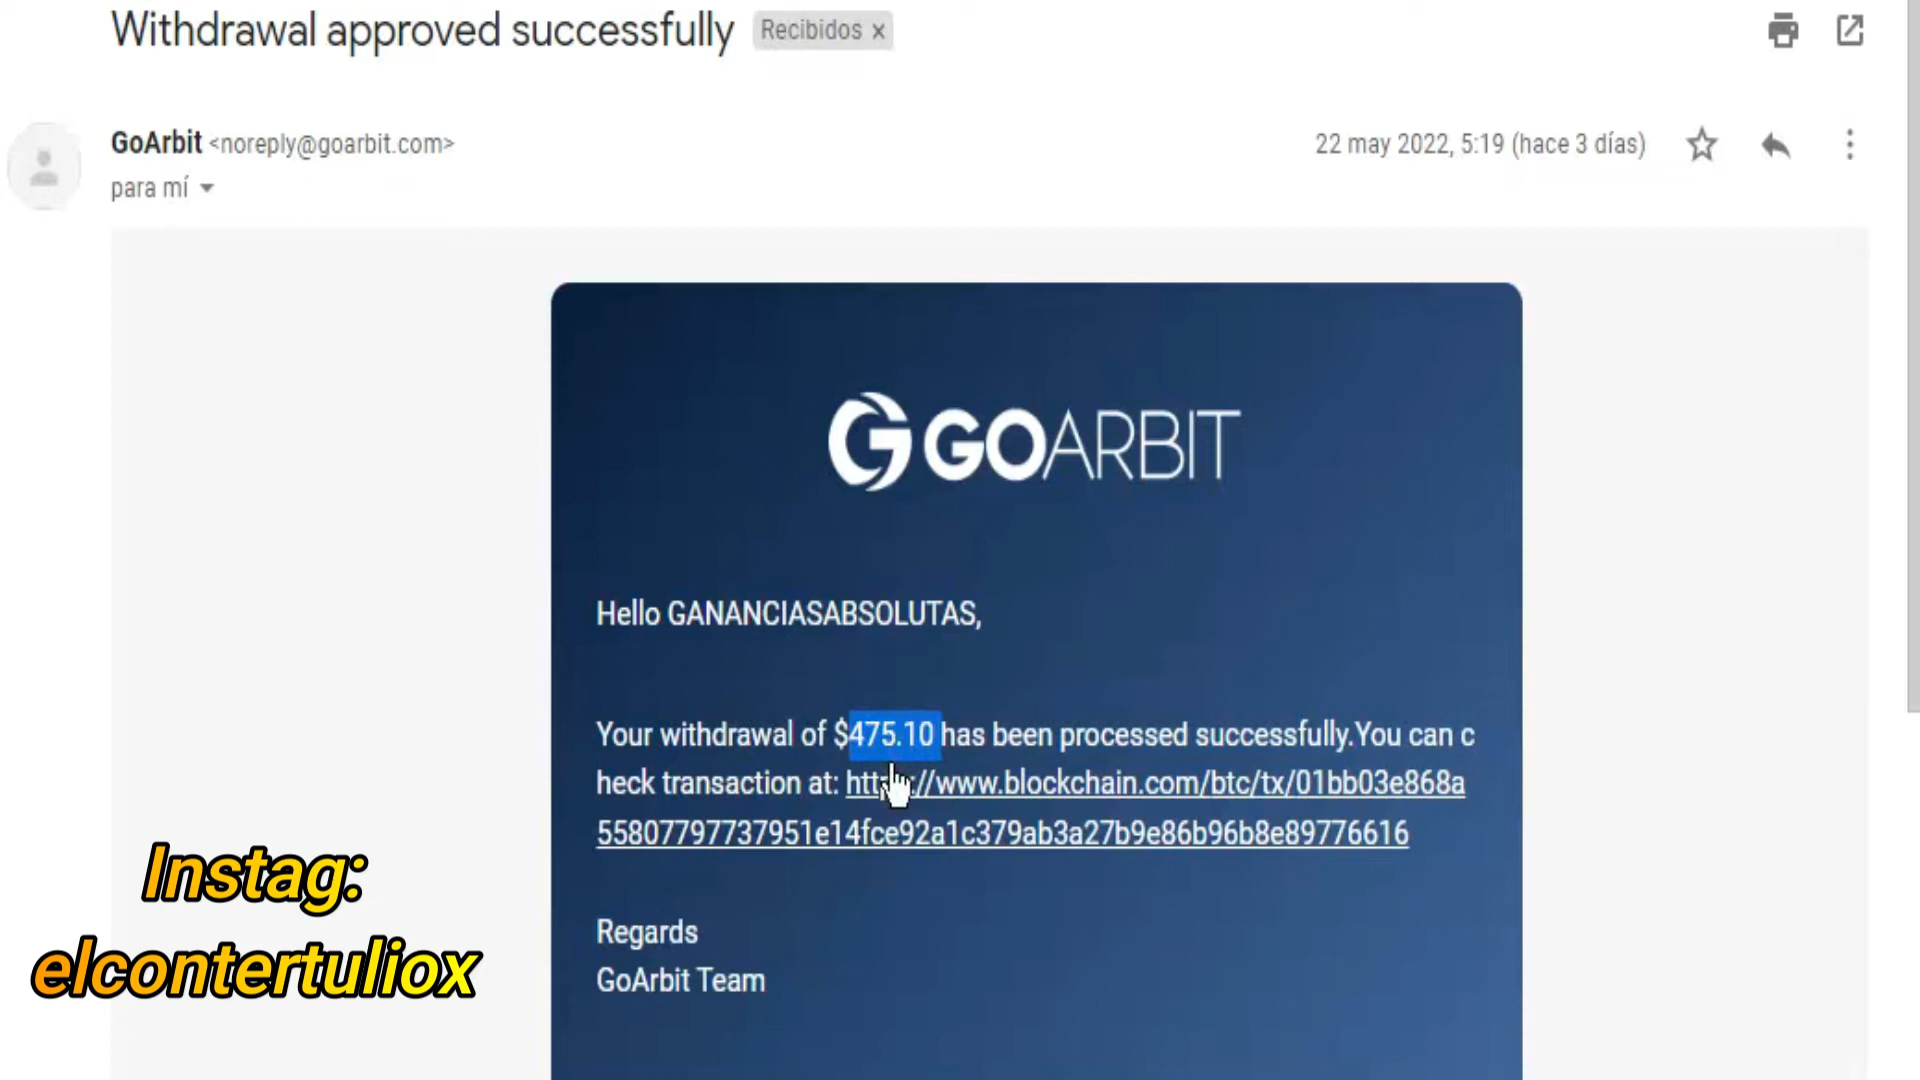 Withdrawal approved successfully Recibidos x
GoArbit <noreply@goarbit.com> 22 may 2022, 5:19 (hace 3 días)
para mí
GOARBIT
Hello GANANCIASABSOLUTAS,
Your withdrawal of $475.10 has been processed successfully.You can c
heck transaction at: https://www.blockchain.com/btc/tx/01bb03e868a
55807797737951e14fce92a1c379ab3a27b9e86b96b8e89776616
Regards
GoArbit Team
Instag:
elcontertuliox